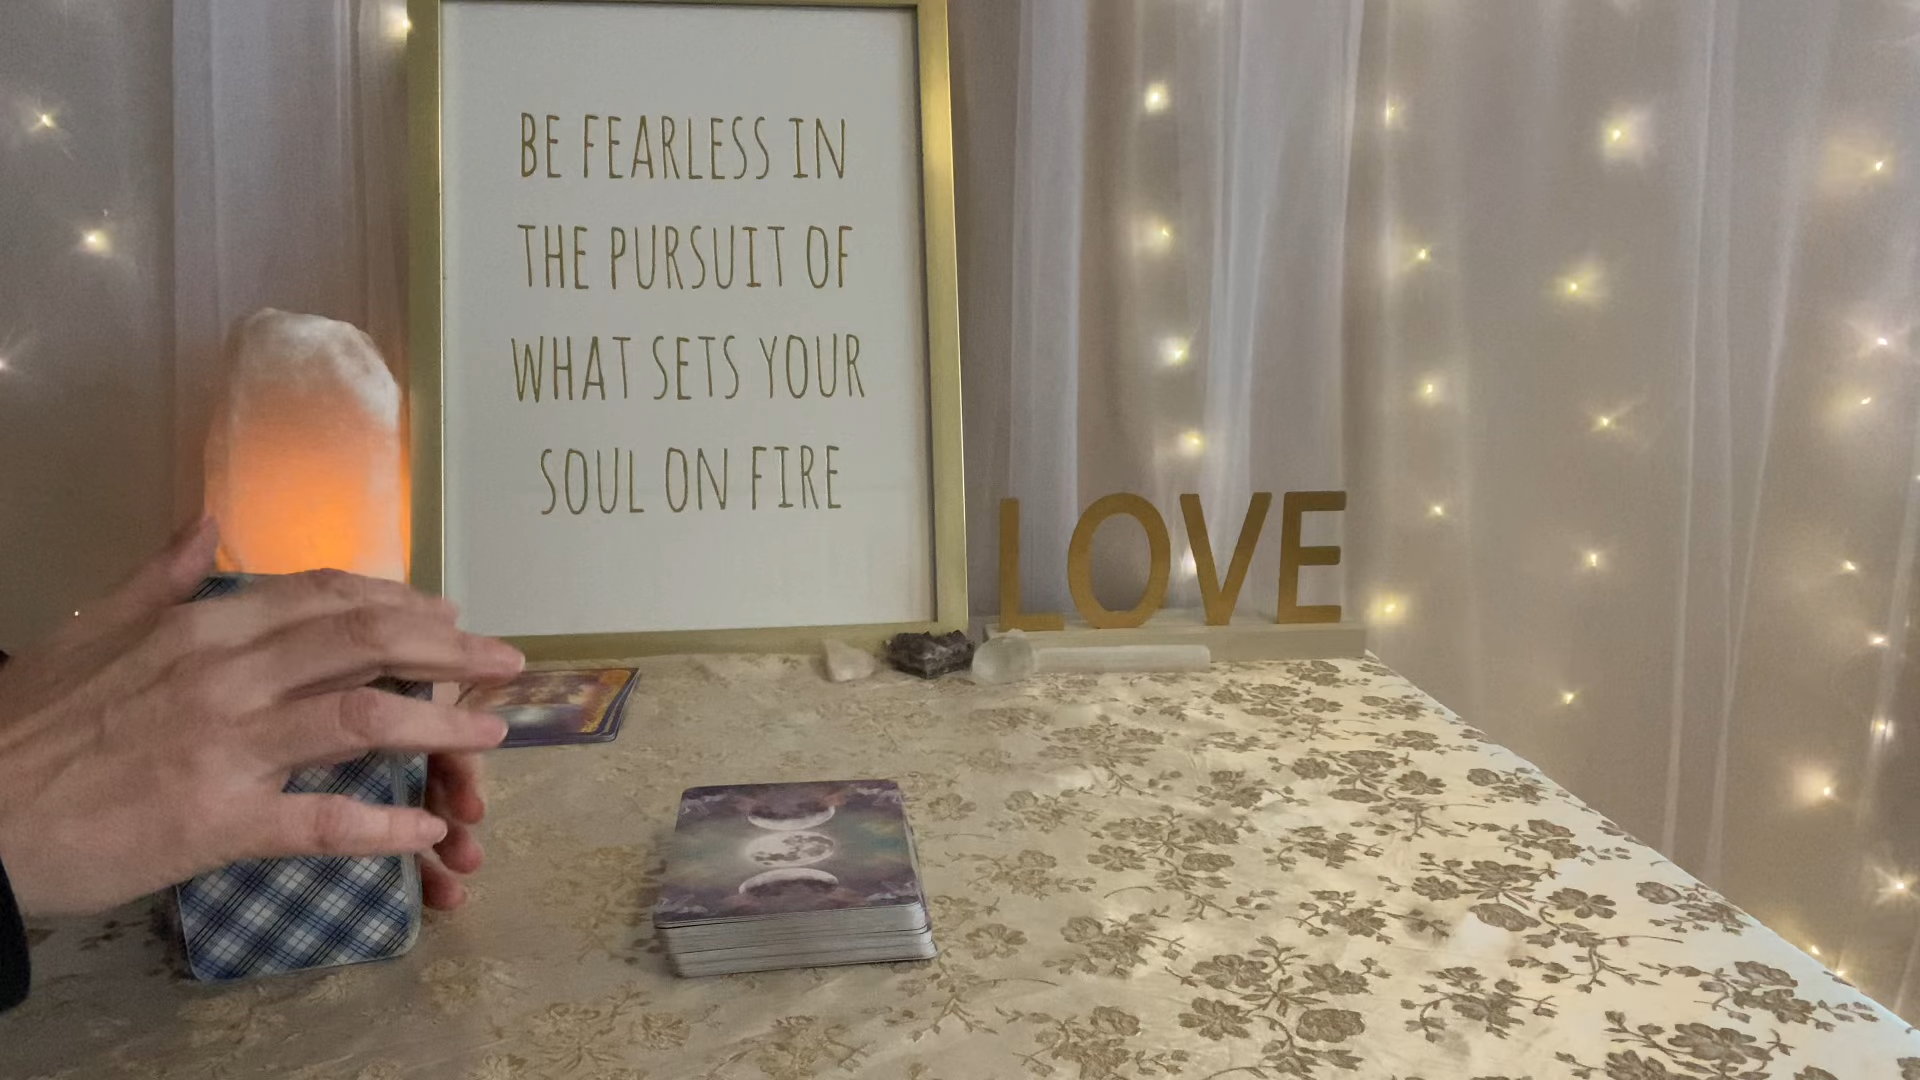 BE FEARLESS IN
THE PURSUIT OF
WHAT SETS YOUR
SOUL ON FIRE
LOVE